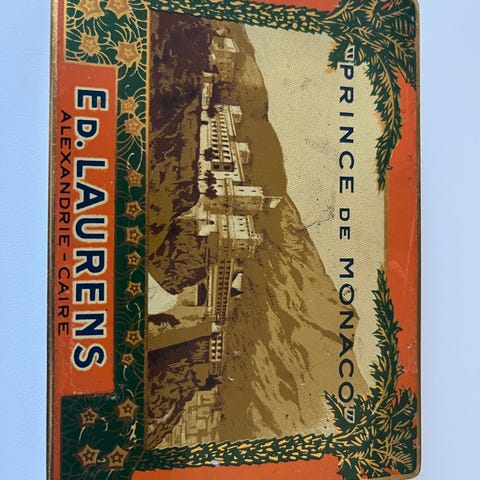 "PRINCE DE MONACO"
ED. LAURENS
ALEXANDRIE - CAIRE